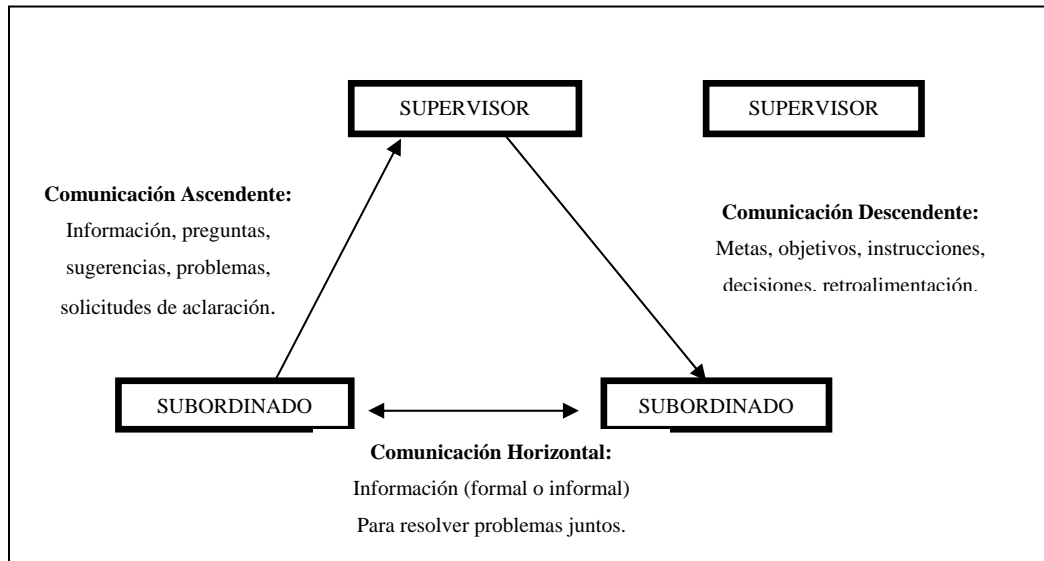 SUPERVISOR
SUPERVISOR
Comunicación Ascendente:
Información, preguntas,
sugerencias, problemas,
solicitudes de aclaración.
Comunicación Descendente:
Metas, objetivos, instrucciones,
decisiones, retroalimentación.
SUBORDINADO
SUBORDINADO
Comunicación Horizontal:
Información (formal o informal)
Para resolver problemas juntos.